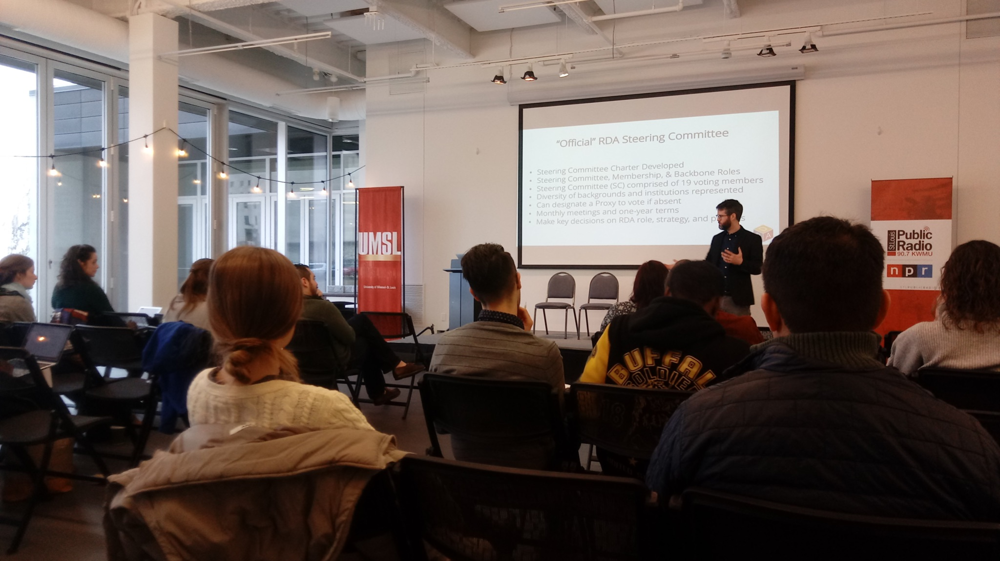 “Official” RDA Steering Committee
• Steering Committee Charter Developed
• Steering Committee, Membership, & Backbone Roles
• Steering Committee (SC) comprised of 19 voting members
• Diversity of backgrounds and institutions represented
• Can designate a Proxy to vote if absent
• Monthly meetings and one-year terms
• Make key decisions on RDA role, strategy, and
A
UMSL
University of Missouri–St. Louis
St. Louis
Public
Radio
90.7 KWMU
n p r
BUFFAL
SOLDIE